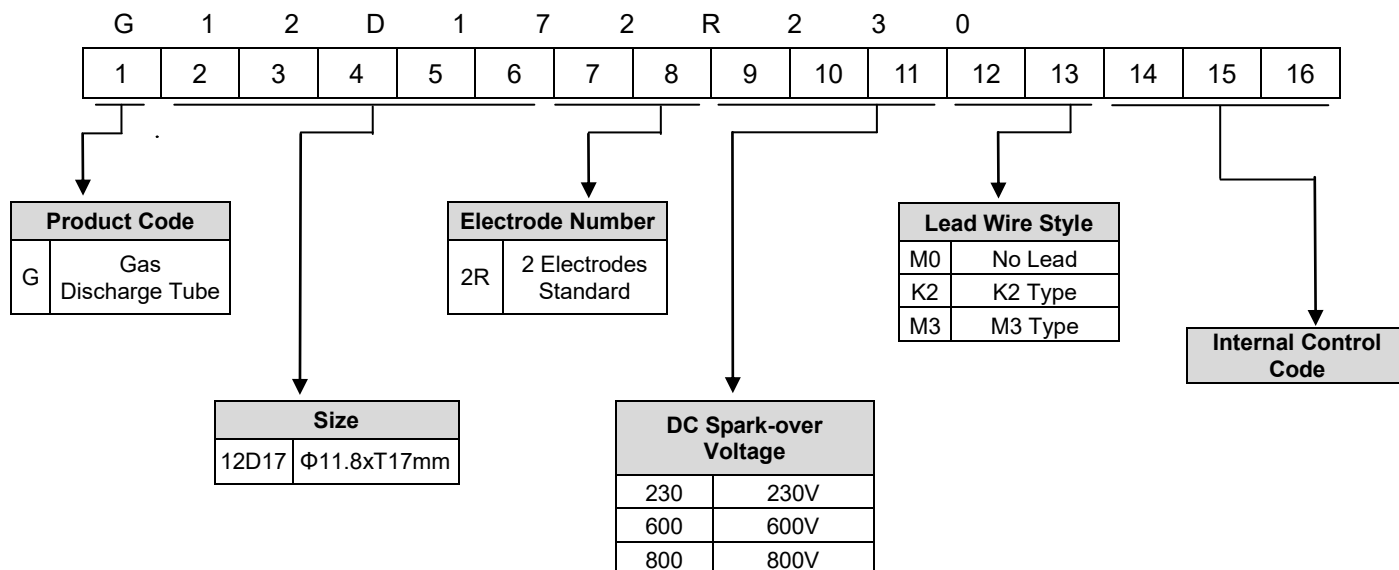 G 1 2 D 1 7 2 R 2 3 0
1 2 3 4 5 6 7 8 9 10 11 12 13 14 15 16
Product Code
G Gas
Discharge Tube
Electrode Number
2R 2 Electrodes
Standard
Lead Wire Style
M0 No Lead
K2 K2 Type
M3 M3 Type
Internal Control
Code
Size
12D17 Φ11.8xT17mm
DC Spark-over
Voltage
230 230V
600 600V
800 800V